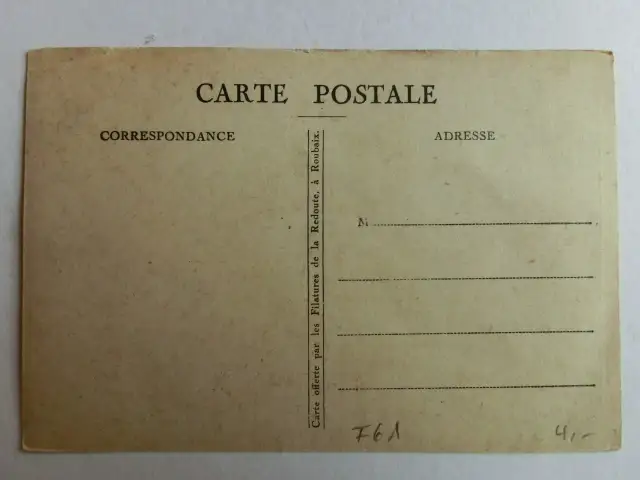 CARTE POSTALE
CORRESPONDANCE
Carte offerte par les Filatures de la Redoute, à Roubaix.
ADRESSE
M
F61
4,-